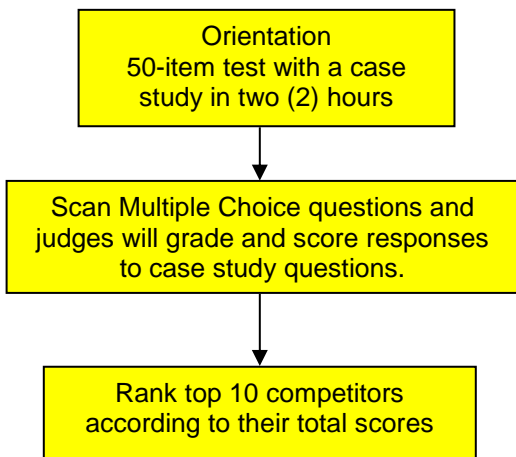 Orientation
50-item test with a case
study in two (2) hours
Scan Multiple Choice questions and
judges will grade and score responses
to case study questions.
Rank top 10 competitors
according to their total scores